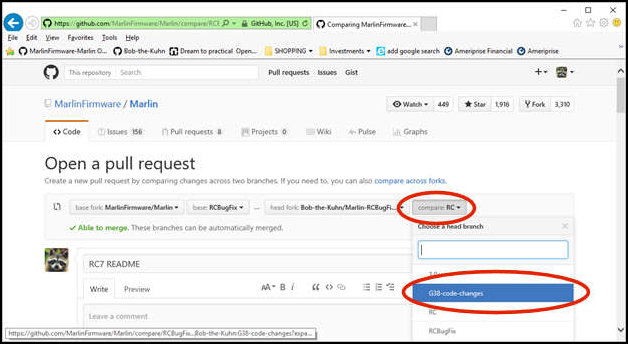 https://github.com/MarlinFirmware/Marlin/compare/RCE
GitHub, Inc. [US]
Comparing MarlinFirmware...
File Edit View Favorites Tools Help
MarlinFirmware-Marlin O... Bob-the-Kuhn Dream to practical Open... SHOPPING Investments add google search Ameriprise Financial Ameriprise
This repository Search Pull requests Issues Gist
MarlinFirmware / Marlin Watch 449 Star 1,916 Fork 3,310
Code Issues 156 Pull requests 8 Projects 0 Wiki Pulse Graphs
Open a pull request
Create a new pull request by comparing changes across two branches. If you need to, you can also compare across forks.
base fork: MarlinFirmware/Marlin base: RCBugFix ... head fork: Bob-the-Kuhn/Marlin-RCBugFi... compare: RC
✓ Able to merge. These branches can be automatically merged.
Choose a head branch
RC7 README
Write Preview AA B i
G38-code-changes
Leave a comment
RC
RCBugFix
https://github.com/MarlinFirmware/Marlin/compare/RCBugFix...Bob-the-Kuhn:G38-code-changes?expa...